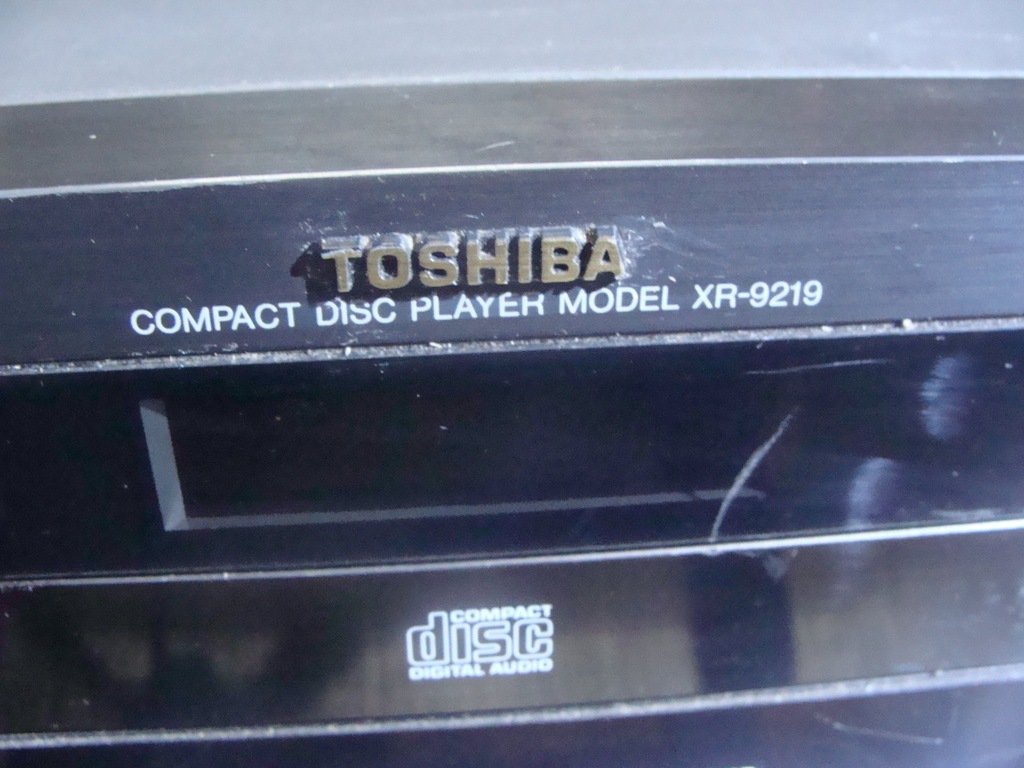 TOSHIBA
COMPACT DISC PLAYER MODEL XR-9219
COMPACT
disc
DIGITAL AUDIO